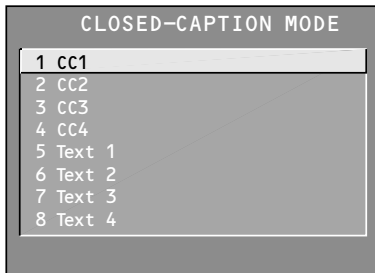 CLOSED-CAPTION MODE
1 CC1
2 CC2
3 CC3
4 CC4
5 Text 1
6 Text 2
7 Text 3
8 Text 4